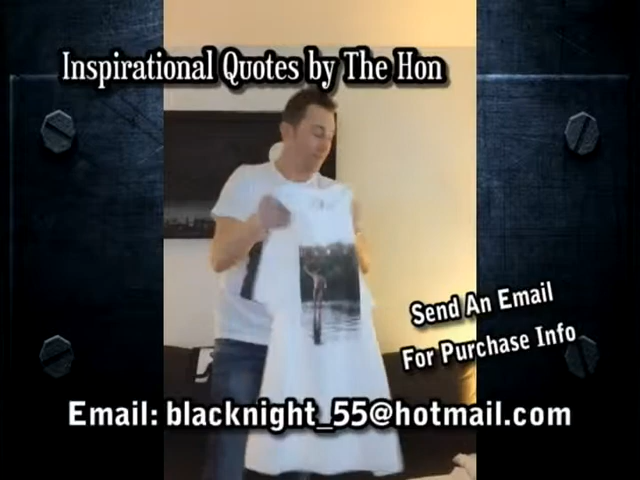 Inspirational Quotes by The Hon
Send An Email
For Purchase Info
Email: blacknight_55@hotmail.com